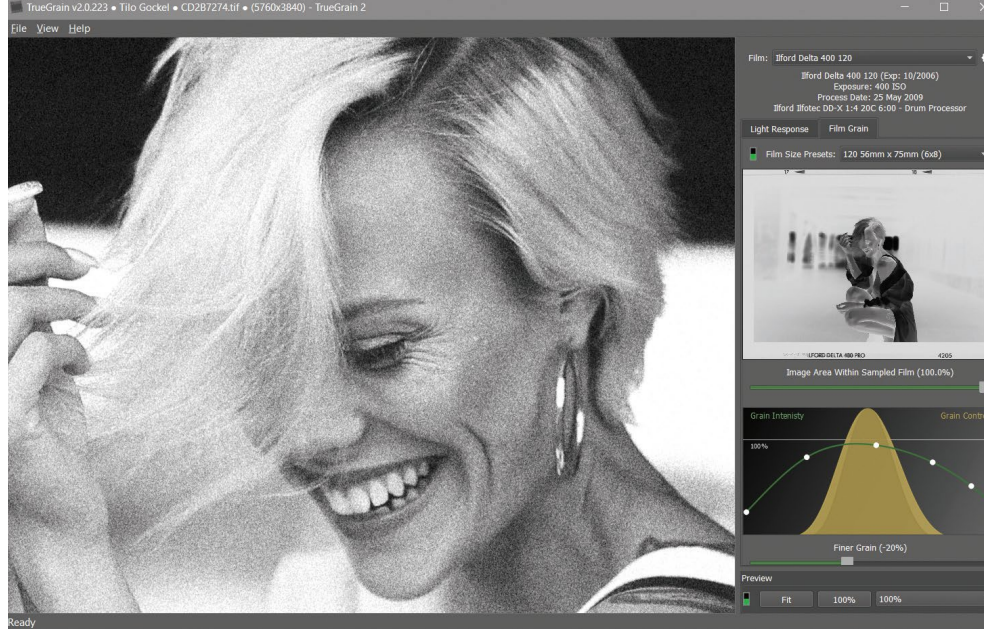 TrueGrain v2.0.223 ● Tilo Gockel ● CD2B7274.tif ● (5760x3840) - TrueGrain 2
File View Help
Film: Ilford Delta 400 120
Ilford Delta 400 120 (Exp: 10/2006)
Exposure: 400 ISO
Process Date: 25 May 2009
Ilford Ilfotec DD-X 1:4 20C 6:00 - Drum Processor
Light Response Film Grain
Film Size Presets: 120 56mm x 75mm (6x8)
17 18
ILFORD DELTA 400 PRO 4205
Image Area Within Sampled Film (100.0%)
Grain Intenisty Grain Contr
100%
Finer Grain (-20%)
Preview
Fit 100% 100%
Ready